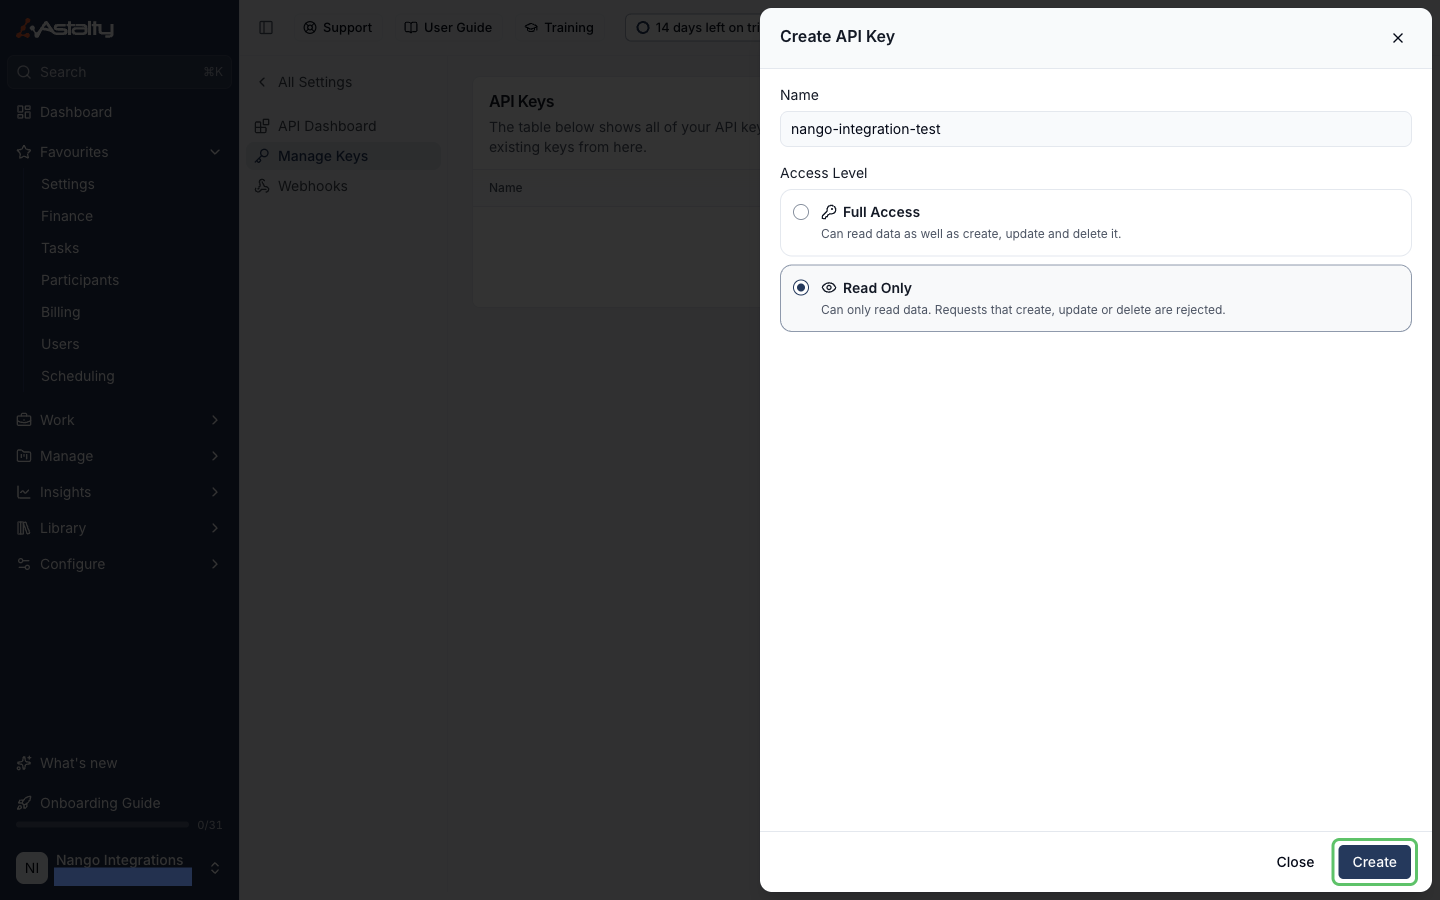 Astalty
Search ⌘K
Dashboard
Favourites
Settings
Finance
Tasks
Participants
Billing
Users
Scheduling
Work
Manage
Insights
Library
Configure
What's new
Onboarding Guide
0/31
NI Nango Integrations
Support User Guide Training 14 days left on tri
All Settings
API Dashboard
Manage Keys
Webhooks
API Keys
The table below shows all of your API key
existing keys from here.
Name
Create API Key
Name
nango-integration-test
Access Level
Full Access
Can read data as well as create, update and delete it.
Read Only
Can only read data. Requests that create, update or delete are rejected.
Close Create